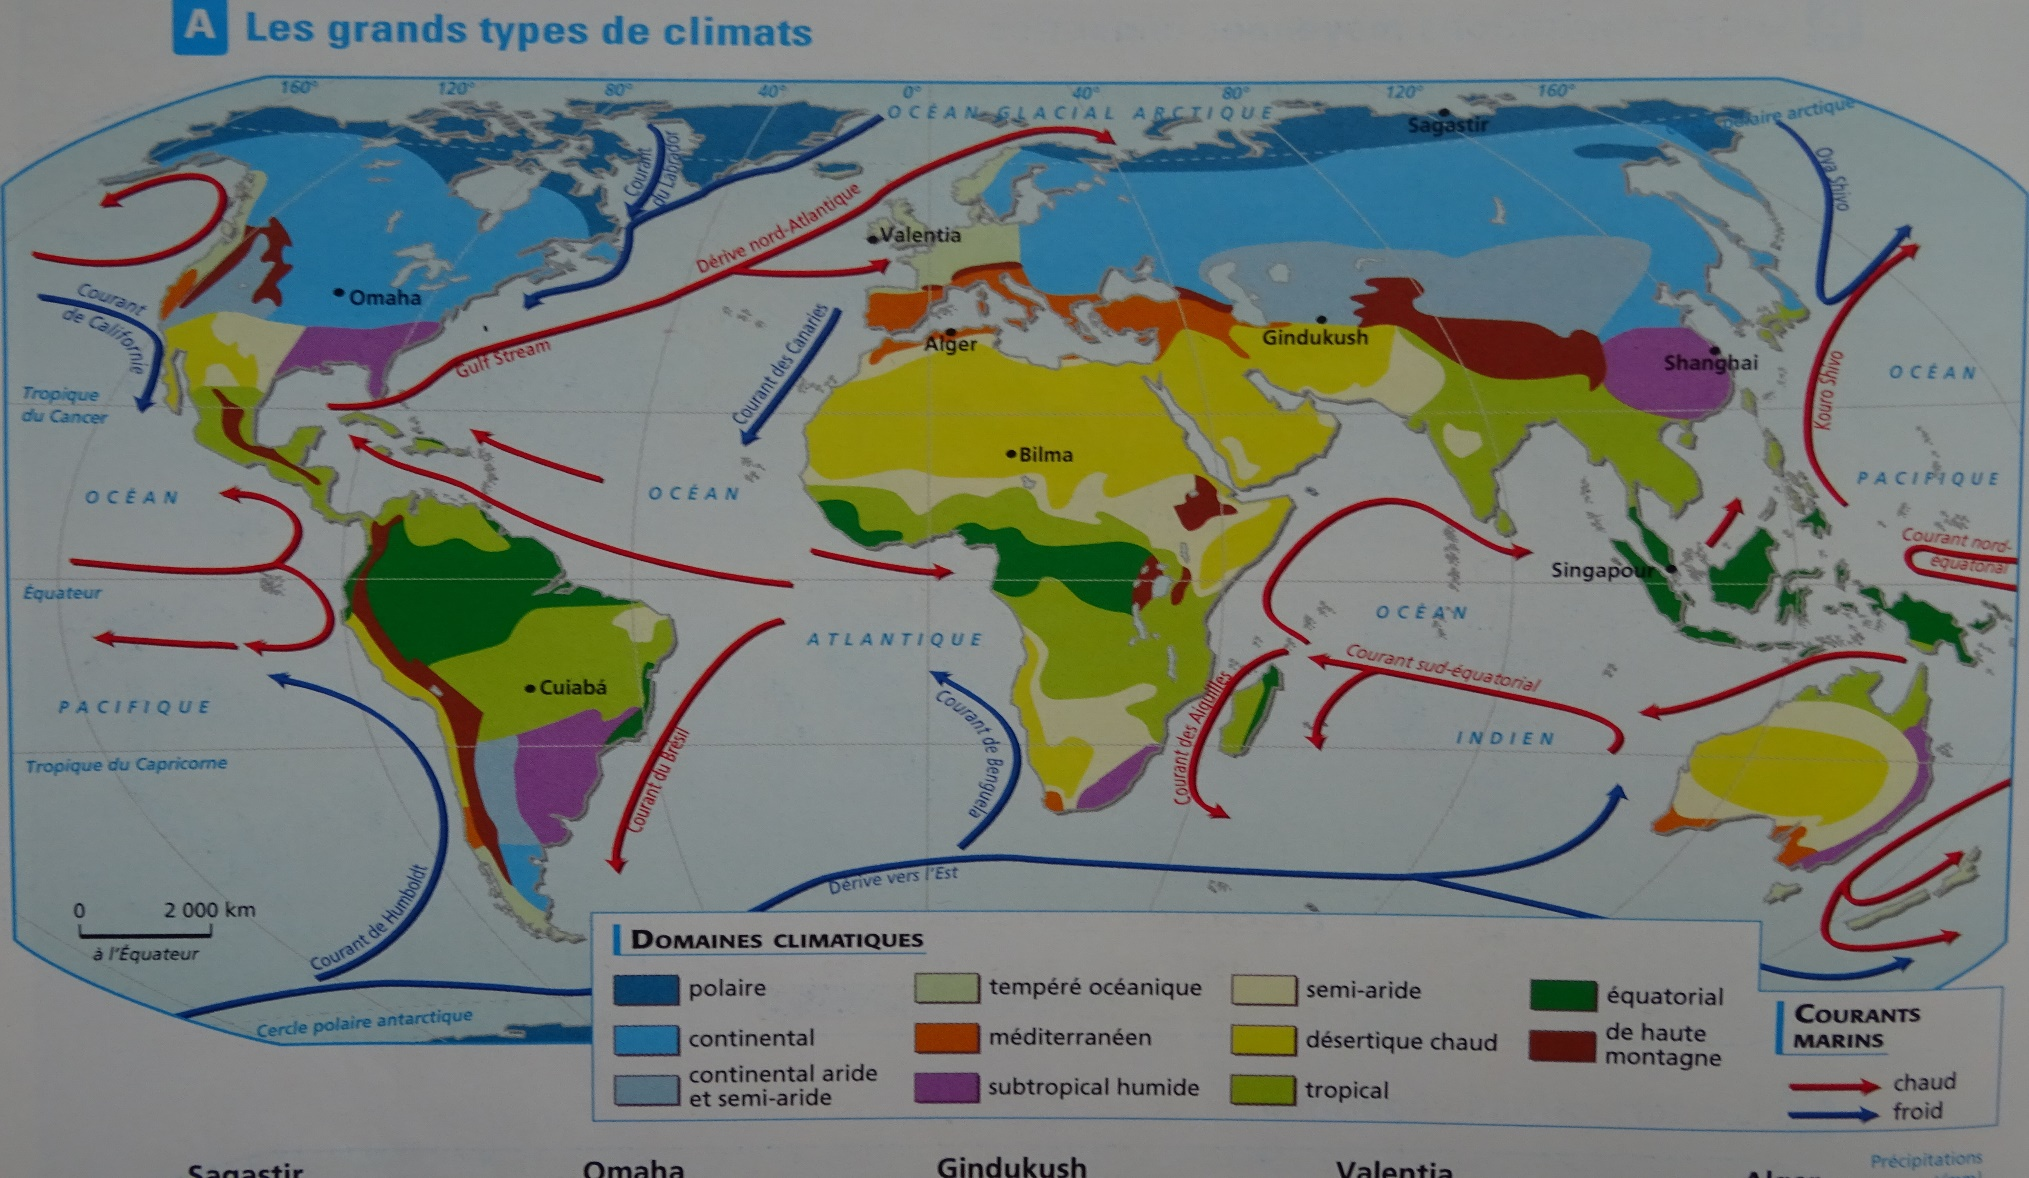 A Les grands types de climats
160° 120° 80° 40° 0° 40° 80° 120° 160°
OCÉAN GLACIAL ARCTIQUE
polaire arctique
Sagastir
Courant
du Labrador
Oya Shivo
Dérive nord-Atlantique
Valentia
Omaha
Courant
de Californie
Gulf Stream
Courant des Canaries
Alger
Gindukush
Shanghai
Kouro Shivo
OCÉAN
Tropique
du Cancer
Bilma
OCÉAN
OCÉAN
PACIFIQUE
Courant nord-
équatorial
Singapour
Équateur
OCÉAN
ATLANTIQUE
Courant sud-équatorial
Cuiabá
Courant des Aiguilles
Courant de Benguela
PACIFIQUE
Courant du Brésil
INDIEN
Tropique du Capricorne
Dérive vers l'Est
Courant de Humboldt
0 2 000 km
à l'Équateur
Cercle polaire antarctique
DOMAINES CLIMATIQUES
polaire
continental
continental aride
et semi-aride
tempéré océanique
méditerranéen
subtropical humide
semi-aride
désertique chaud
tropical
équatorial
de haute
montagne
COURANTS
MARINS
chaud
froid
Sagastir Omaha Gindukush Valentia Alger
Précipitations